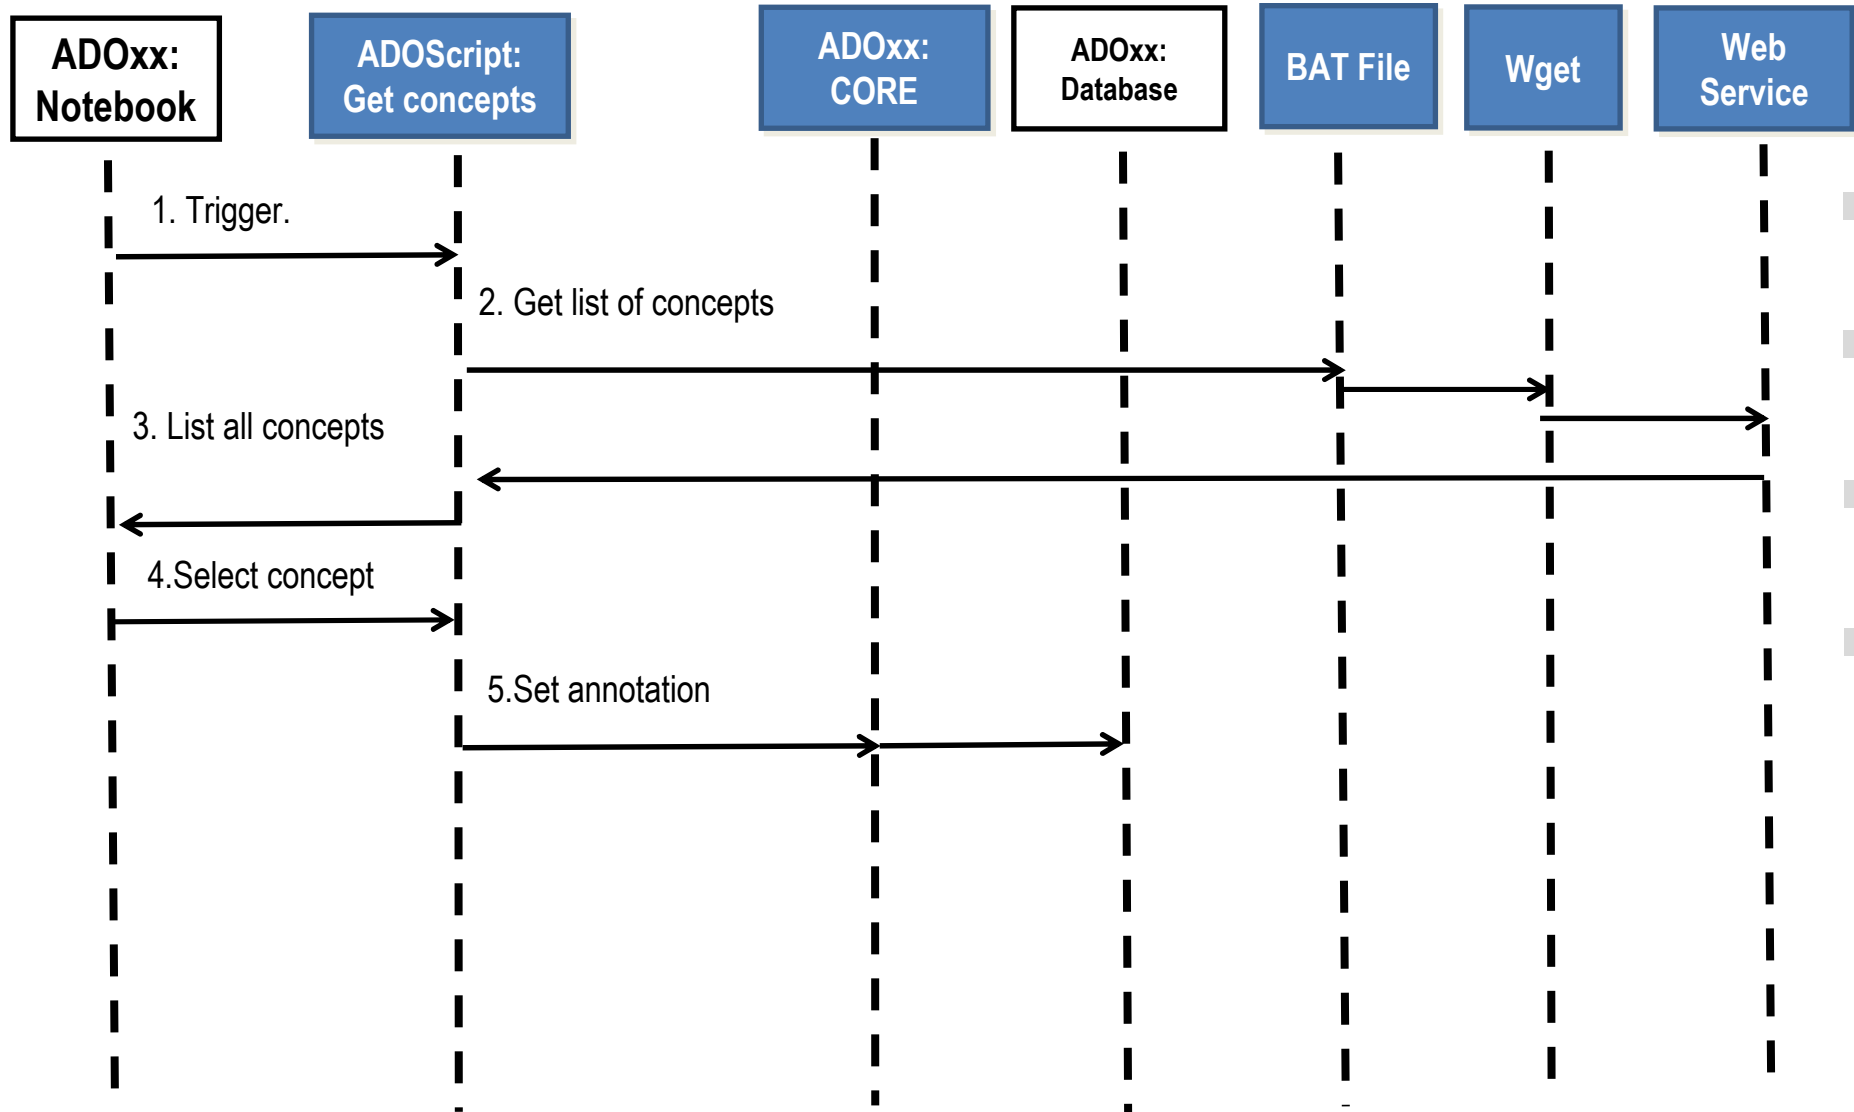 ADOxx:
Notebook
ADOScript:
Get concepts
ADOxx:
CORE
ADOxx:
Database
BAT File
Wget
Web
Service
1. Trigger.
2. Get list of concepts
3. List all concepts
4.Select concept
5.Set annotation